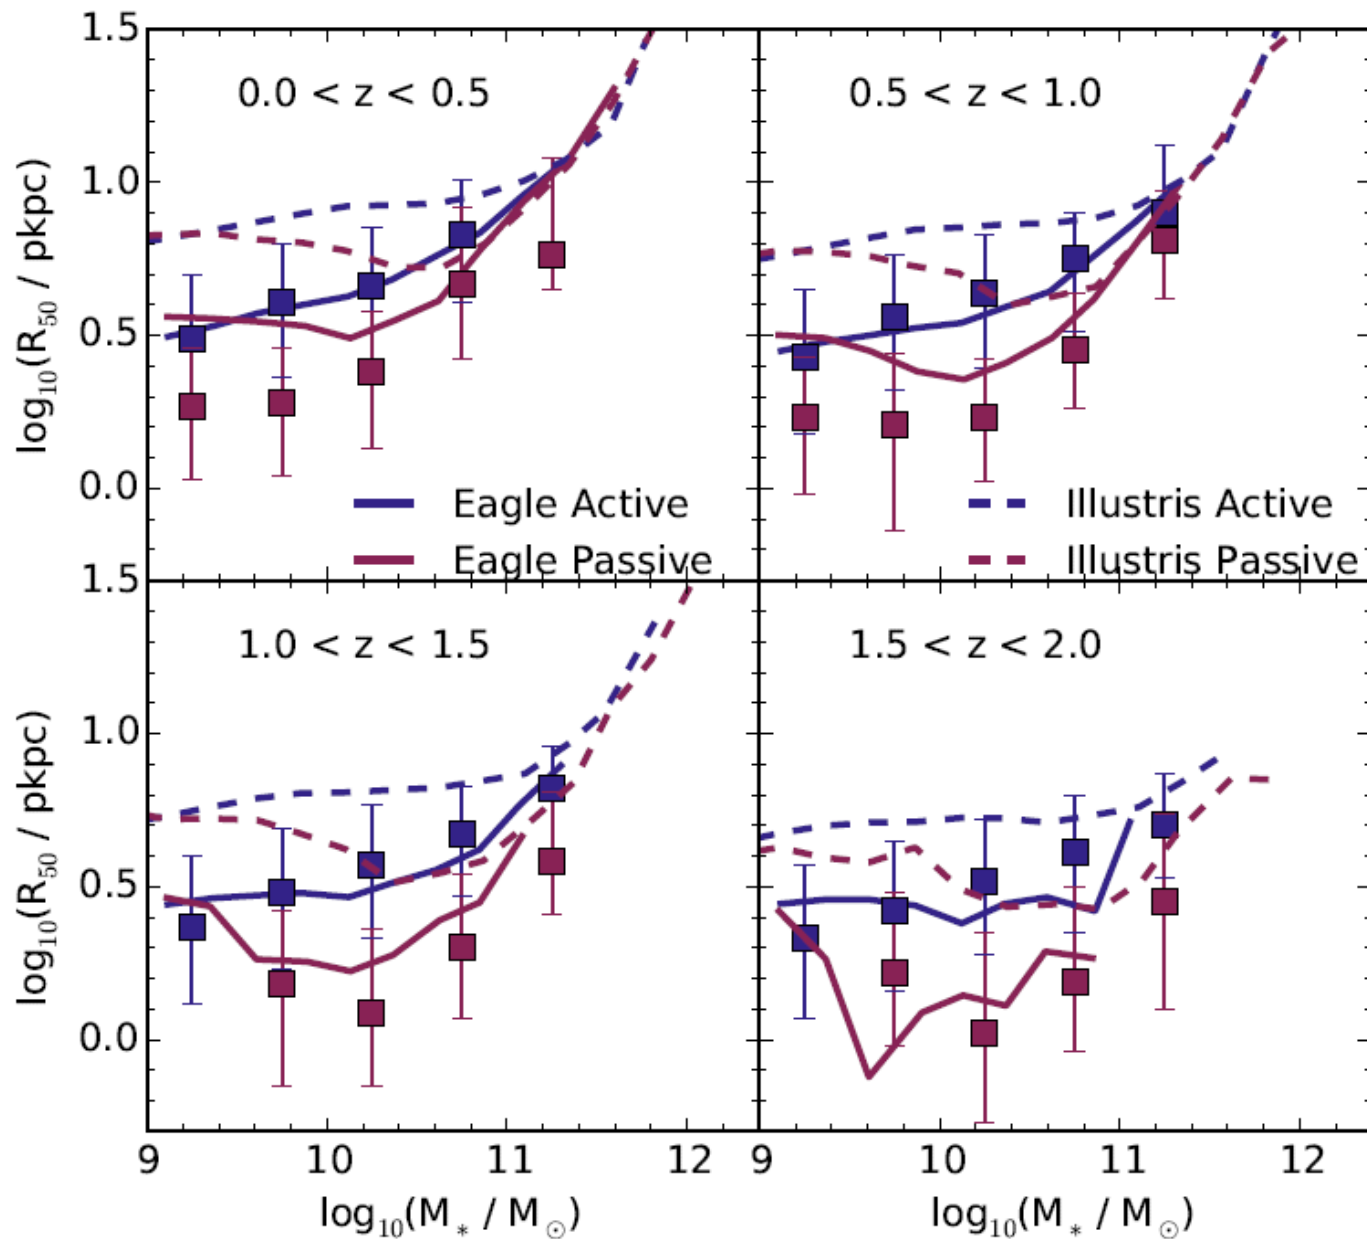 1.5
0.0 < z < 0.5
0.5 < z < 1.0
1.0
0.5
0.0
log10(R50 / pkpc)
Eagle Active
Eagle Passive
Illustris Active
Illustris Passive
1.5
1.0 < z < 1.5
1.5 < z < 2.0
1.0
0.5
0.0
log10(R50 / pkpc)
9 10 11 12
9 10 11 12
log10(M* / M⊙)
log10(M* / M⊙)